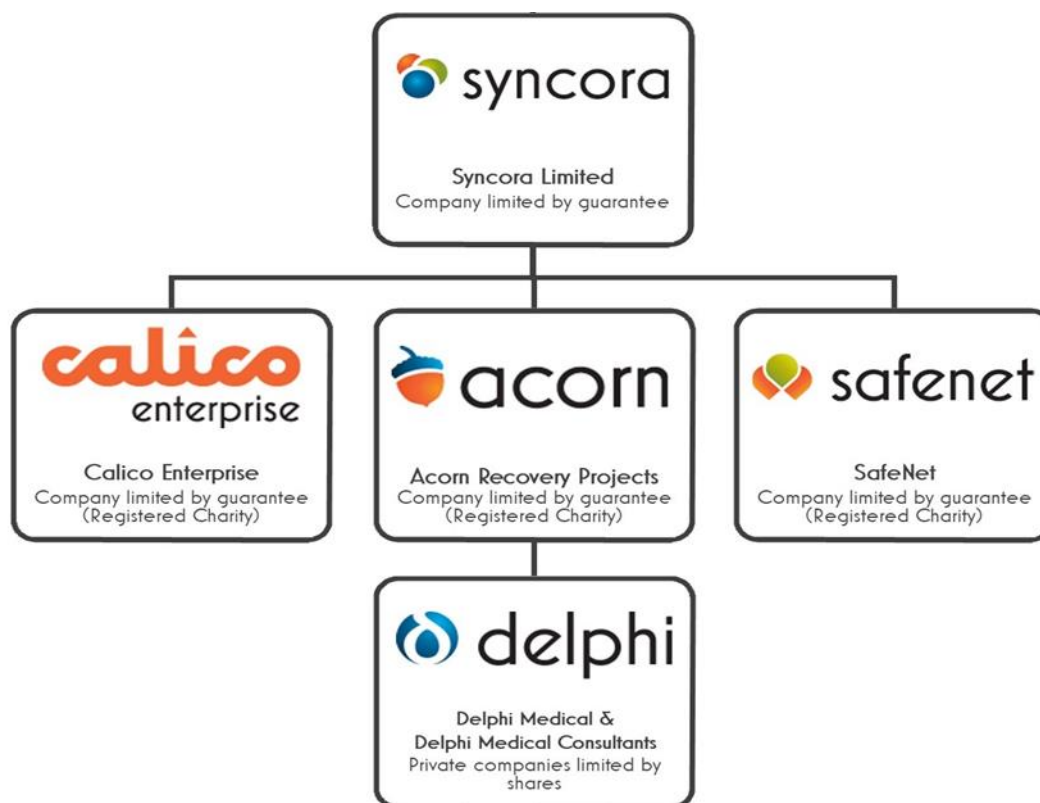 syncora
Syncora Limited
Company limited by guarantee
calico
enterprise
Calico Enterprise
Company limited by guarantee
(Registered Charity)
acorn
Acorn Recovery Projects
Company limited by guarantee
(Registered Charity)
safenet
SafeNet
Company limited by guarantee
(Registered Charity)
delphi
Delphi Medical &
Delphi Medical Consultants
Private companies limited by
shares